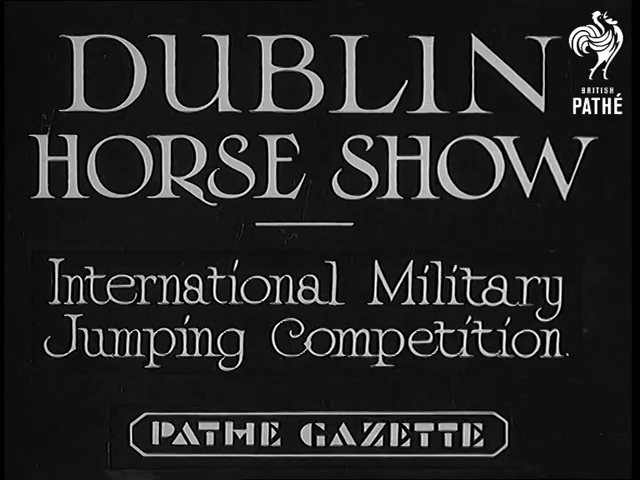 DUBLIN
HORSE SHOW
International Military
Jumping Competition.
PATHE GAZETTE
BRITISH
PATHÉ